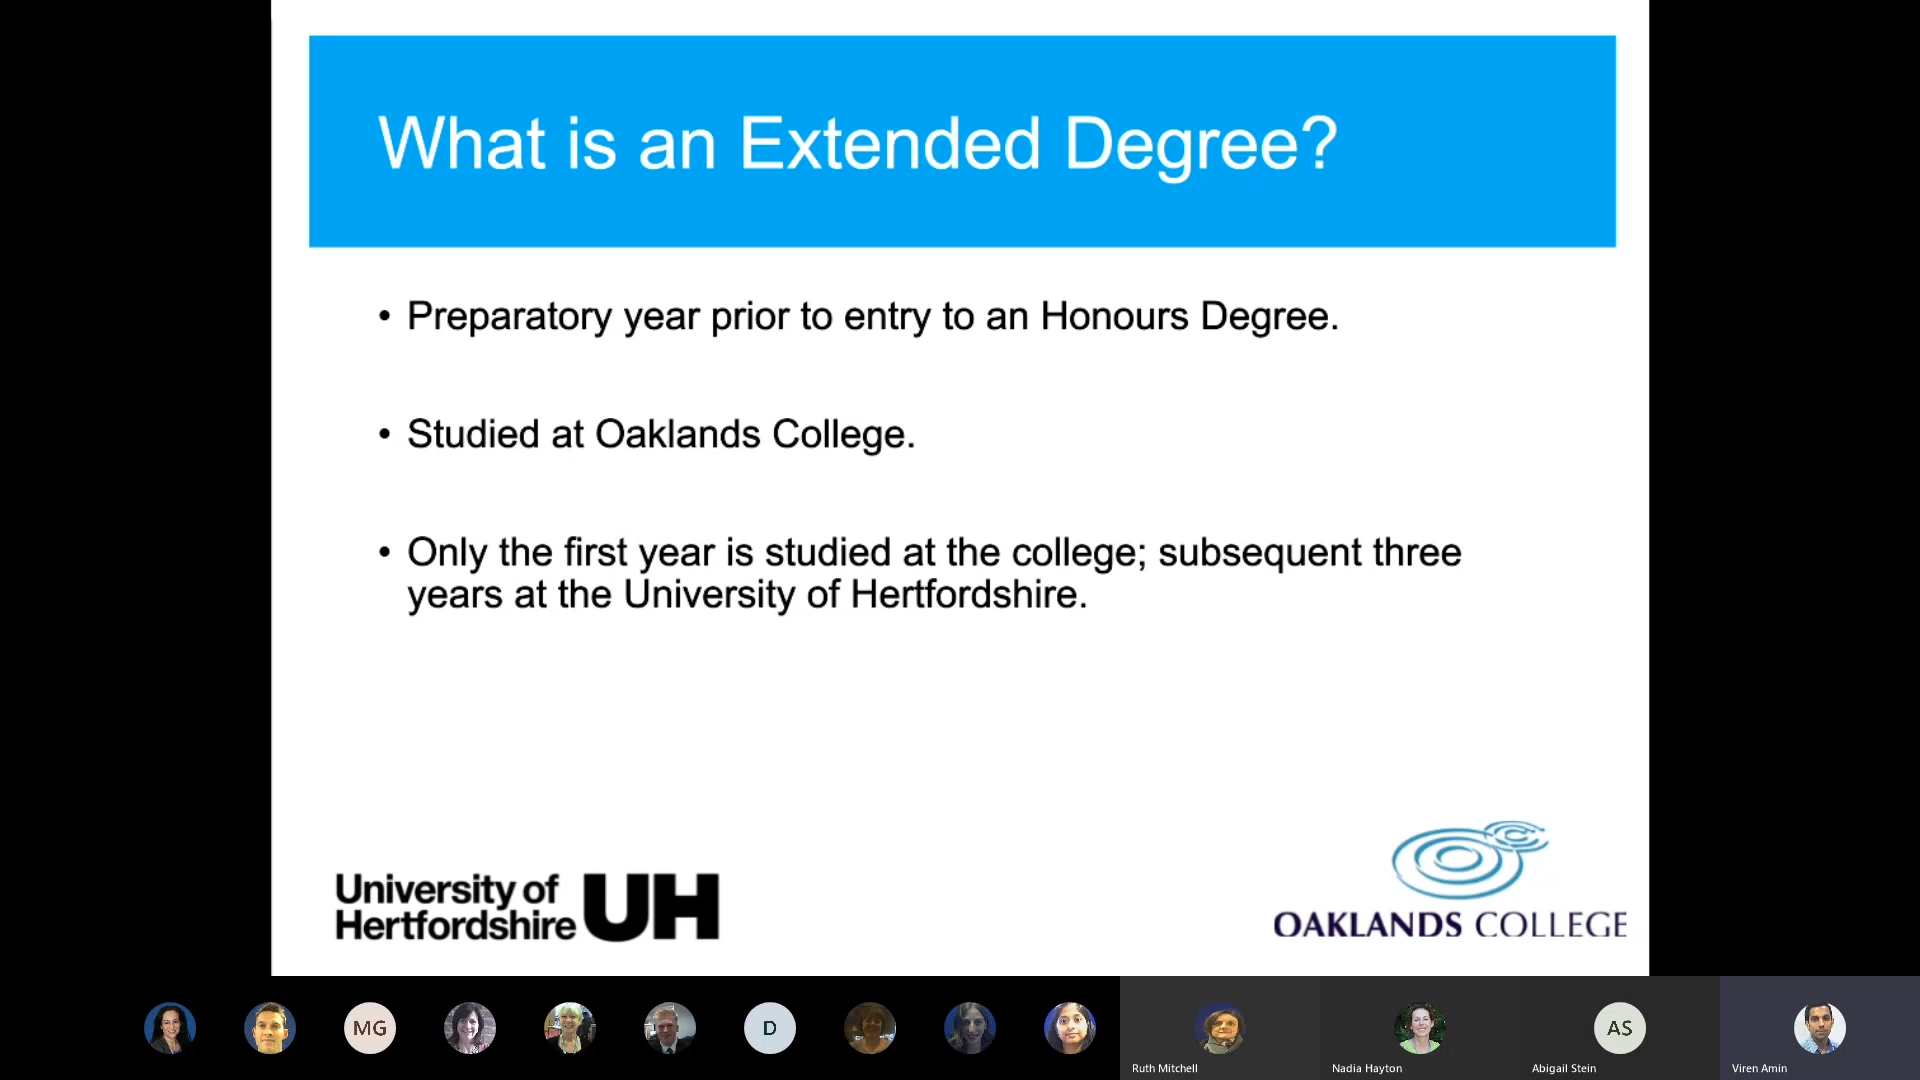 What is an Extended Degree?
• Preparatory year prior to entry to an Honours Degree.
• Studied at Oaklands College.
• Only the first year is studied at the college; subsequent three
years at the University of Hertfordshire.
University of
Hertfordshire UH
OAKLANDS COLLEGE
MG
D
AS
Ruth Mitchell
Nadia Hayton
Abigail Stein
Viren Amin